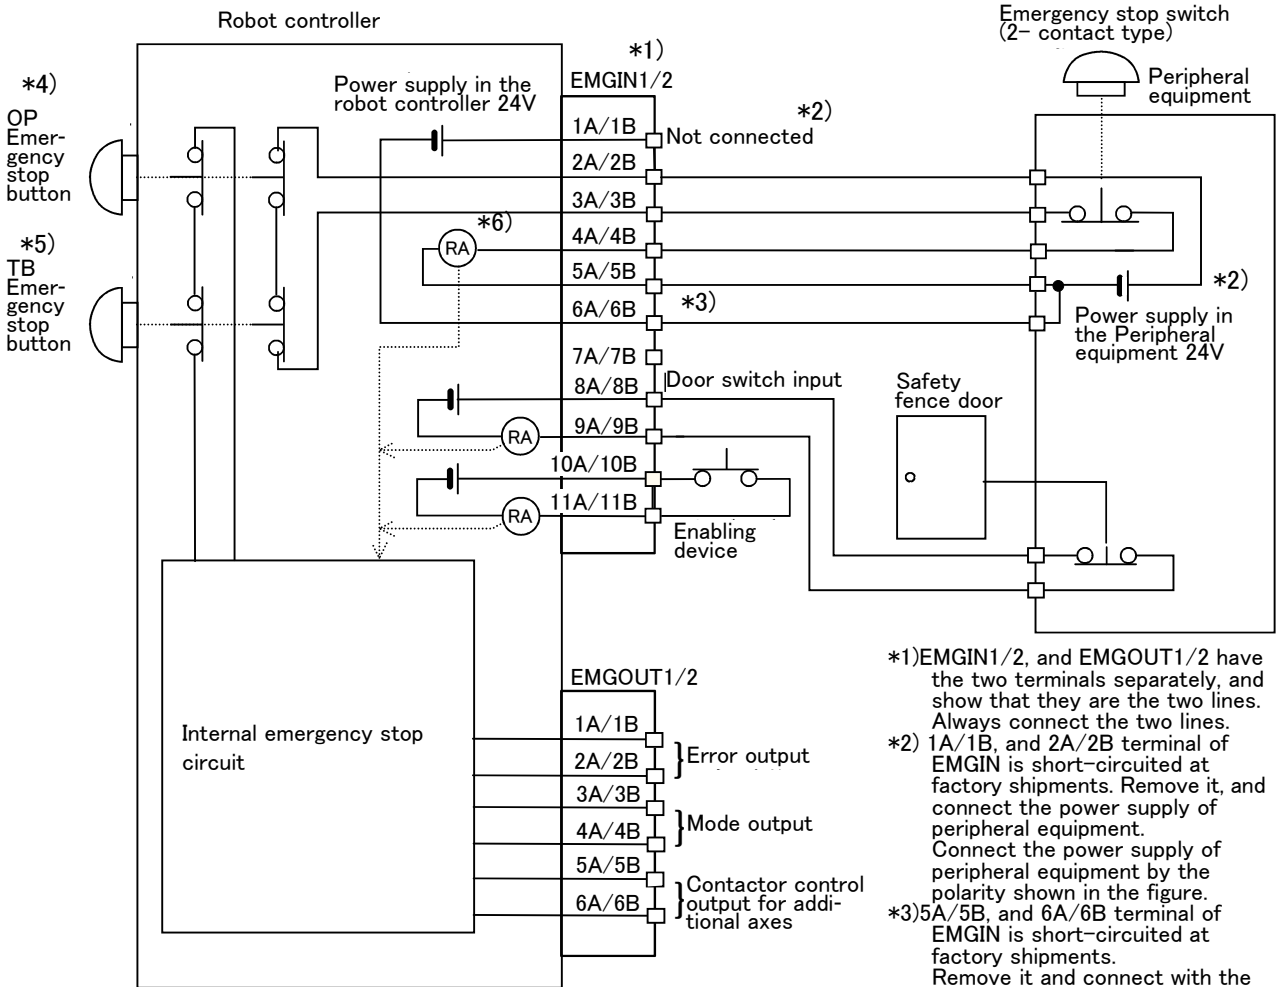 Robot controller
Emergency stop switch
(2- contact type)
*1)
*4)
Power supply in the
robot controller 24V
EMGIN1/2
Peripheral
equipment
OP
Emer-
gency
stop
button
1A/1B
Not connected
*2)
2A/2B
3A/3B
*6)
RA
4A/4B
*5)
TB
Emer-
gency
stop
button
5A/5B
*2)
6A/6B
*3)
Power supply in
the Peripheral
equipment 24V
7A/7B
8A/8B
Door switch input
Safety
fence door
9A/9B
RA
10A/10B
11A/11B
RA
Enabling
device
Internal emergency stop
circuit
EMGOUT1/2
1A/1B
2A/2B
Error output
3A/3B
4A/4B
Mode output
5A/5B
6A/6B
Contactor control
output for addi-
tional axes
*1)EMGIN1/2, and EMGOUT1/2 have
the two terminals separately, and
show that they are the two lines.
Always connect the two lines.
*2) 1A/1B, and 2A/2B terminal of
EMGIN is short-circuited at
factory shipments. Remove it, and
connect the power supply of
peripheral equipment.
Connect the power supply of
peripheral equipment by the
polarity shown in the figure.
*3)5A/5B, and 6A/6B terminal of
EMGIN is short-circuited at
factory shipments.
Remove it and connect with the